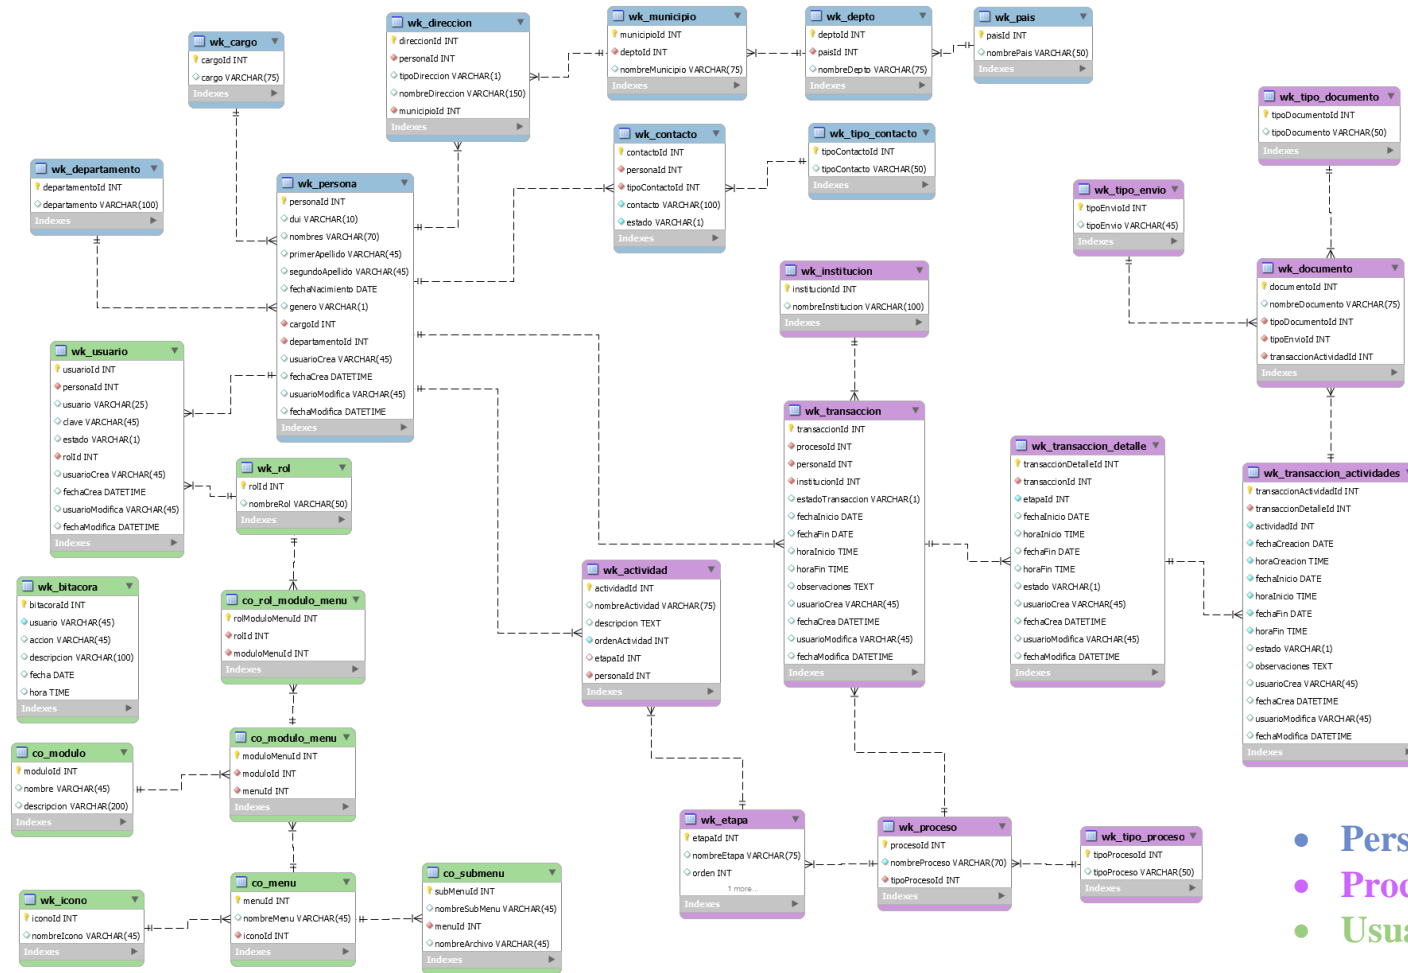 wk_cargo
cargoId INT
cargo VARCHAR(75)
Indexes
wk_direccion
direccionId INT
personaId INT
tipoDireccion VARCHAR(1)
nombreDireccion VARCHAR(150)
municipioId INT
Indexes
wk_municipio
municipioId INT
deptoId INT
nombreMunicipio VARCHAR(75)
Indexes
wk_depto
deptoId INT
paisId INT
nombreDepto VARCHAR(75)
Indexes
wk_pais
paisId INT
nombrePais VARCHAR(50)
Indexes
wk_tipo_documento
tipoDocumentoId INT
tipoDocumento VARCHAR(50)
Indexes
wk_contacto
contactoId INT
personaId INT
tipoContactoId INT
contacto VARCHAR(100)
estado VARCHAR(1)
Indexes
wk_tipo_contacto
tipoContactoId INT
tipoContacto VARCHAR(50)
Indexes
wk_departamento
departamentoId INT
departamento VARCHAR(100)
Indexes
wk_persona
personaId INT
dui VARCHAR(10)
nombres VARCHAR(70)
primerApellido VARCHAR(45)
segundoApellido VARCHAR(45)
fechaNacimiento DATE
genero VARCHAR(1)
cargoId INT
departamentoId INT
usuarioCrea VARCHAR(45)
fechaCrea DATETIME
usuarioModifica VARCHAR(45)
fechaModifica DATETIME
Indexes
wk_tipo_envio
tipoEnvioId INT
tipoEnvio VARCHAR(45)
Indexes
wk_institucion
institucionId INT
nombreInstitucion VARCHAR(100)
Indexes
wk_documento
documentoId INT
nombreDocumento VARCHAR(75)
tipoDocumentoId INT
tipoEnvioId INT
transaccionActividadId INT
Indexes
wk_usuario
usuarioId INT
personaId INT
usuario VARCHAR(25)
clave VARCHAR(45)
estado VARCHAR(1)
rolId INT
usuarioCrea VARCHAR(45)
fechaCrea DATETIME
usuarioModifica VARCHAR(45)
fechaModifica DATETIME
Indexes
wk_rol
rolId INT
nombreRol VARCHAR(50)
Indexes
wk_transaccion
transaccionId INT
procesoId INT
personaId INT
institucionId INT
estadoTransaccion VARCHAR(1)
fechaInicio DATE
fechaFin DATE
horaInicio TIME
horaFin TIME
observaciones TEXT
usuarioCrea VARCHAR(45)
fechaCrea DATETIME
usuarioModifica VARCHAR(45)
fechaModifica DATETIME
Indexes
wk_transaccion_detalle
transaccionDetalleId INT
transaccionId INT
etapaId INT
fechaInicio DATE
horaInicio TIME
fechaFin DATE
horaFin TIME
estado VARCHAR(1)
usuarioCrea VARCHAR(45)
fechaCrea DATETIME
usuarioModifica VARCHAR(45)
fechaModifica DATETIME
Indexes
wk_transaccion_actividades
transaccionActividadId INT
transaccionDetalleId INT
actividadId INT
fechaCreacion DATE
horaCreacion TIME
fechaInicio DATE
horaInicio TIME
fechaFin DATE
horaFin TIME
estado VARCHAR(1)
observaciones TEXT
usuarioCrea VARCHAR(45)
fechaCrea DATETIME
usuarioModifica VARCHAR(45)
fechaModifica DATETIME
Indexes
wk_bitacora
bitacoraId INT
usuario VARCHAR(45)
accion VARCHAR(45)
descripcion VARCHAR(100)
fecha DATE
hora TIME
Indexes
co_rol_modulo_menu
rolModuloMenuId INT
rolId INT
moduloMenuId INT
Indexes
wk_actividad
actividadId INT
nombreActividad VARCHAR(75)
descripcion TEXT
ordenActividad INT
etapaId INT
personaId INT
Indexes
co_modulo
moduloId INT
nombre VARCHAR(45)
descripcion VARCHAR(200)
Indexes
co_modulo_menu
moduloMenuId INT
moduloId INT
menuId INT
Indexes
wk_etapa
etapaId INT
nombreEtapa VARCHAR(75)
orden INT
1 more...
Indexes
wk_proceso
procesoId INT
nombreProceso VARCHAR(70)
tipoProcesoId INT
Indexes
wk_tipo_proceso
tipoProcesoId INT
tipoProceso VARCHAR(50)
Indexes
wk_icono
iconoId INT
nombreIcono VARCHAR(45)
Indexes
co_menu
menuId INT
nombreMenu VARCHAR(45)
iconoId INT
Indexes
co_submenu
subMenuId INT
nombreSubMenu VARCHAR(45)
menuId INT
nombreArchivo VARCHAR(45)
Indexes
• Pers
• Proc
• Usua